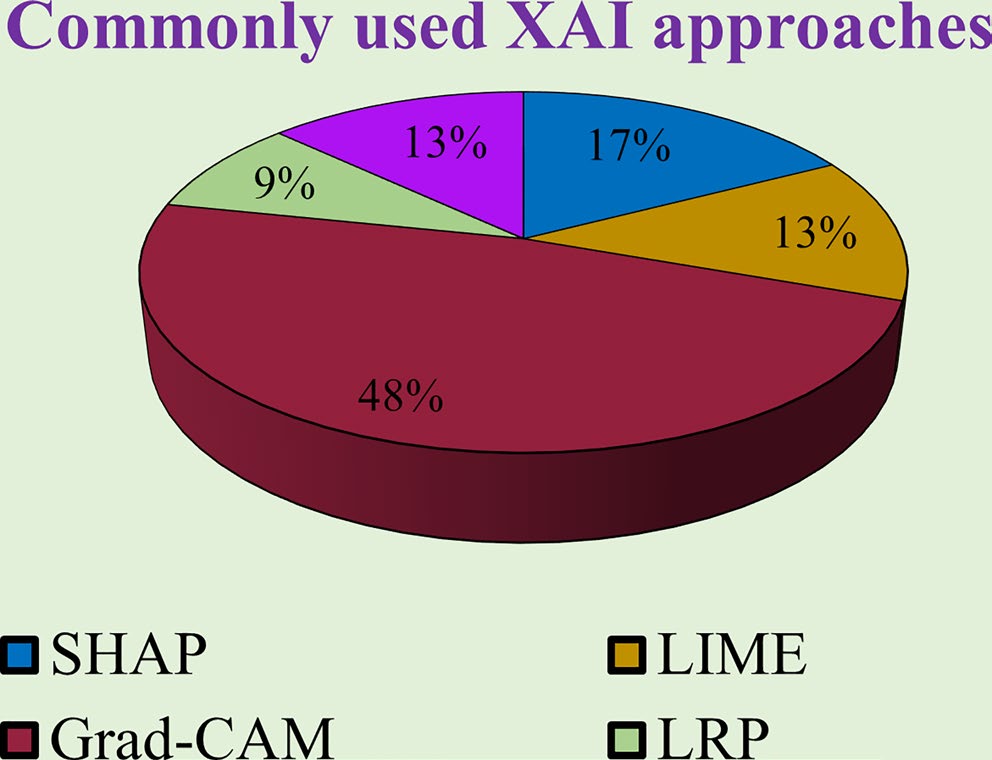 Commonly used XAI approaches
13%
17%
9%
13%
48%
SHAP
LIME
Grad-CAM
LRP